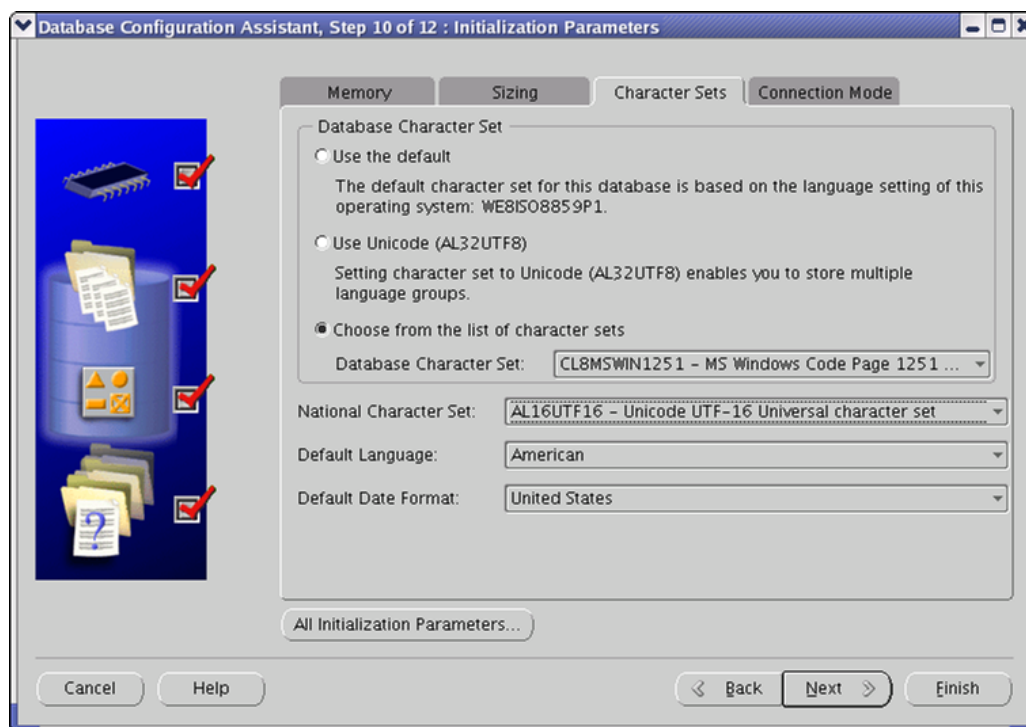 Database Configuration Assistant, Step 10 of 12 : Initialization Parameters
Memory
Sizing
Character Sets
Connection Mode
Database Character Set
Use the default
The default character set for this database is based on the language setting of this
operating system: WE8ISO8859P1.
Use Unicode (AL32UTF8)
Setting character set to Unicode (AL32UTF8) enables you to store multiple
language groups.
Choose from the list of character sets
Database Character Set: CL8MSWIN1251 - MS Windows Code Page 1251 ...
National Character Set: AL16UTF16 - Unicode UTF-16 Universal character set
Default Language: American
Default Date Format: United States
?
All Initialization Parameters...
Cancel
Help
Back
Next
Finish